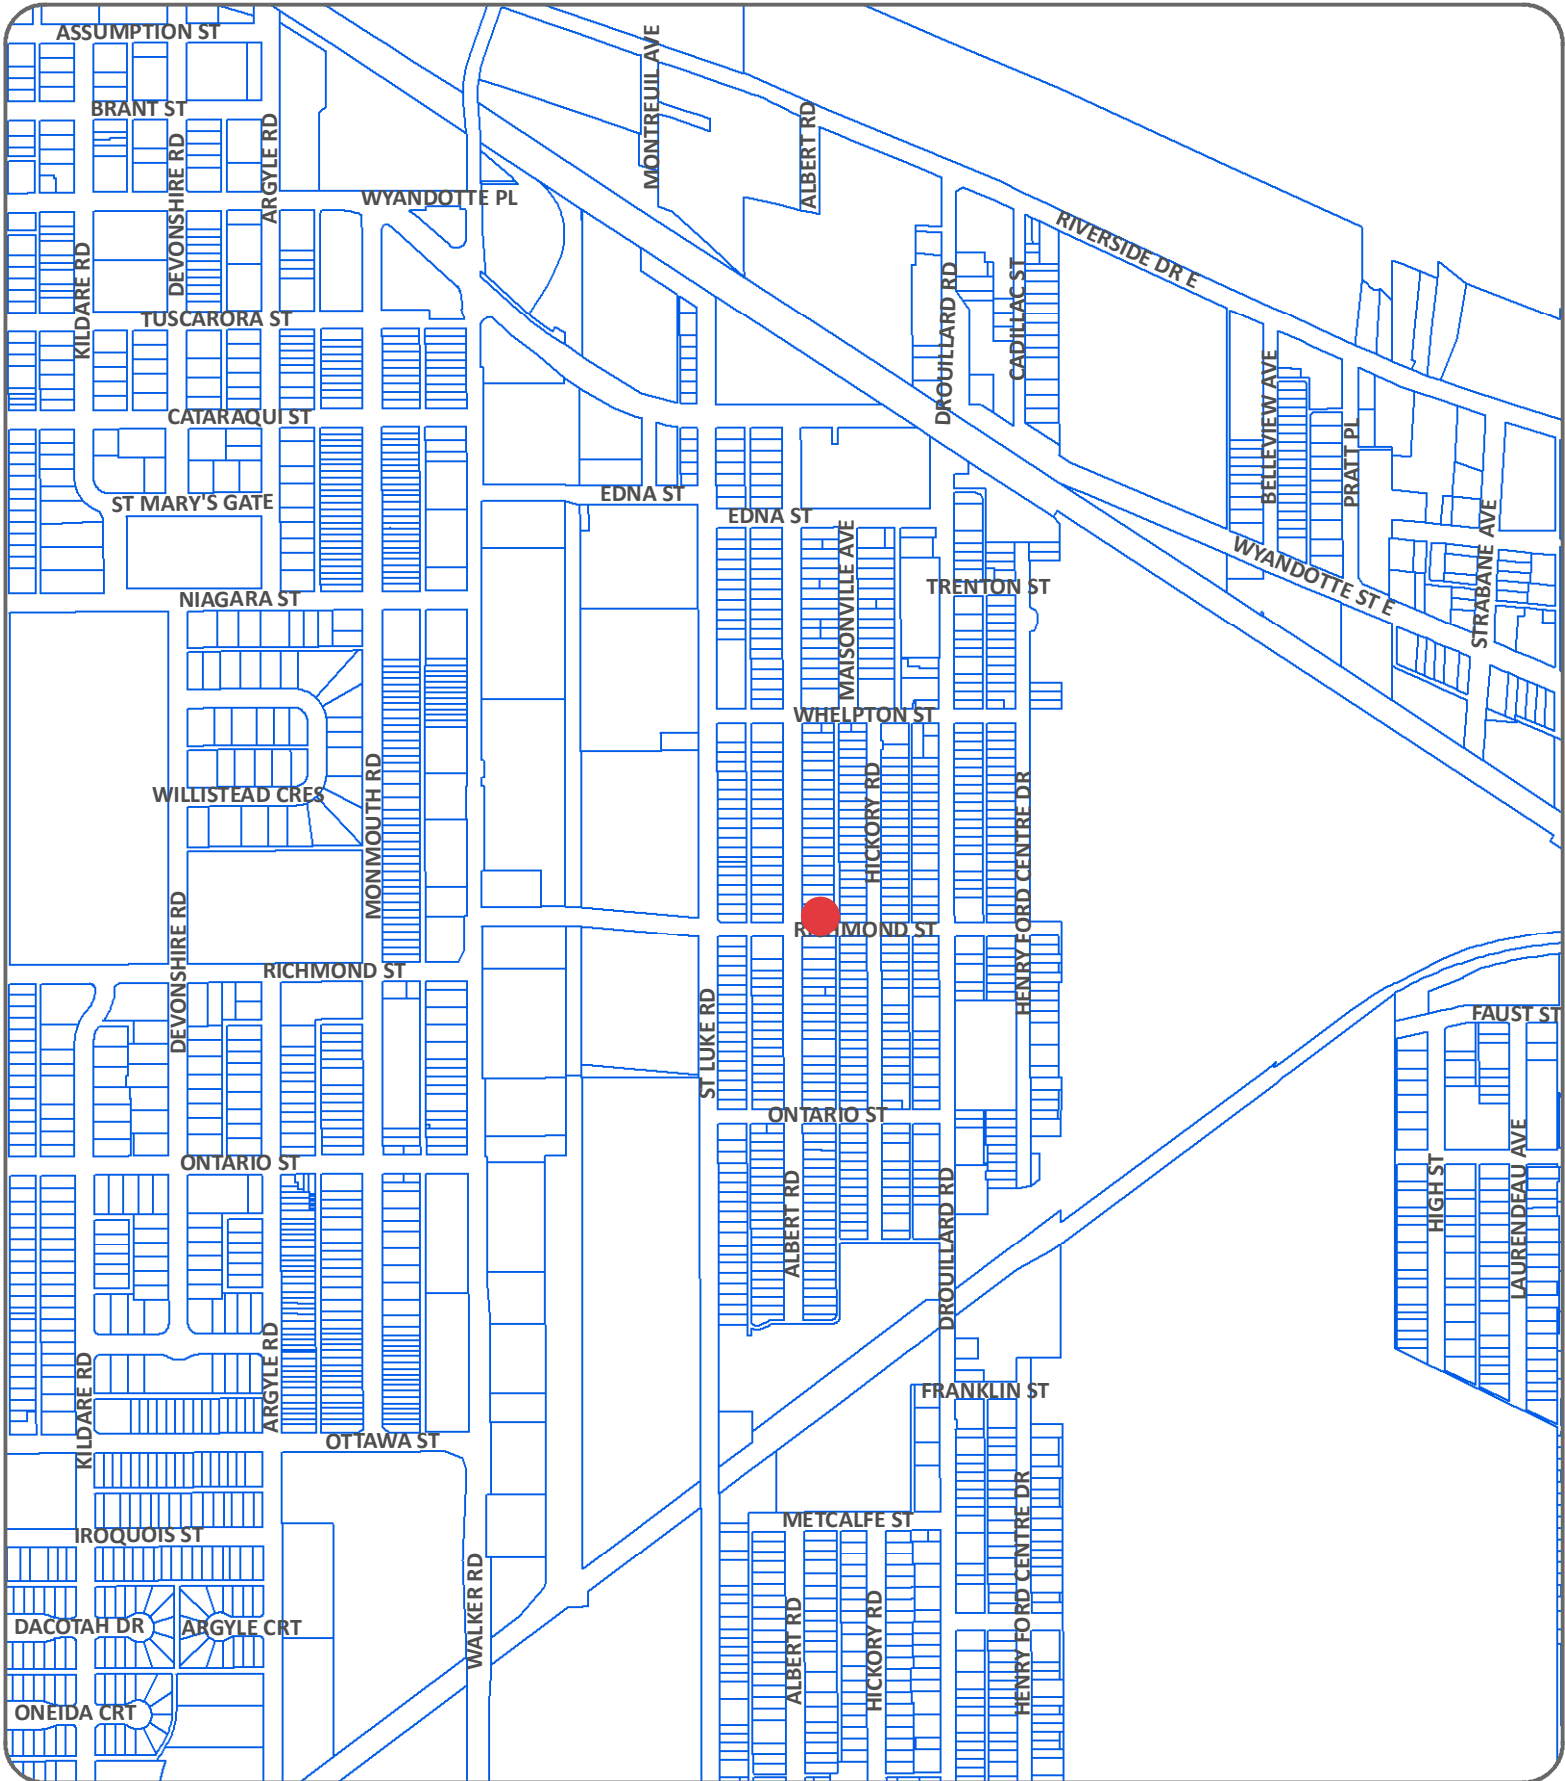 ASSUMPTION ST
MONTREUIL AVE
BRANT ST
ALBERT RD
ARGYLE RD
DEVONSHIRE RD
WYANDOTTE PL
RIVERSIDE DR E
KILDARE RD
DROUILLARD RD
CADILLAC ST
TUSCARORA ST
BELLEVIEW AVE
CATARAQUI ST
PRATT PL
EDNA ST
ST MARY'S GATE
EDNA ST
STRABANE AVE
MAISONVILLE AVE
WYANDOTTE ST E
TRENTON ST
NIAGARA ST
WHELPTON ST
HICKORY RD
MONMOUTH RD
HENRY FORD CENTRE DR
WILLISTEAD CRES
DEVONSHIRE RD
RICHMOND ST
RICHMOND ST
ST LUKE RD
FAUST ST
ONTARIO ST
LAURENDEAU AVE
ONTARIO ST
HIGH ST
ALBERT RD
DROUILLARD RD
ARGYLE RD
KILDARE RD
FRANKLIN ST
OTTAWA ST
HENRY FORD CENTRE DR
METCALFE ST
IROQUOIS ST
WALKER RD
ALBERT RD
HICKORY RD
DACOTAH DR
ARGYLE CRT
ONEIDA CRT